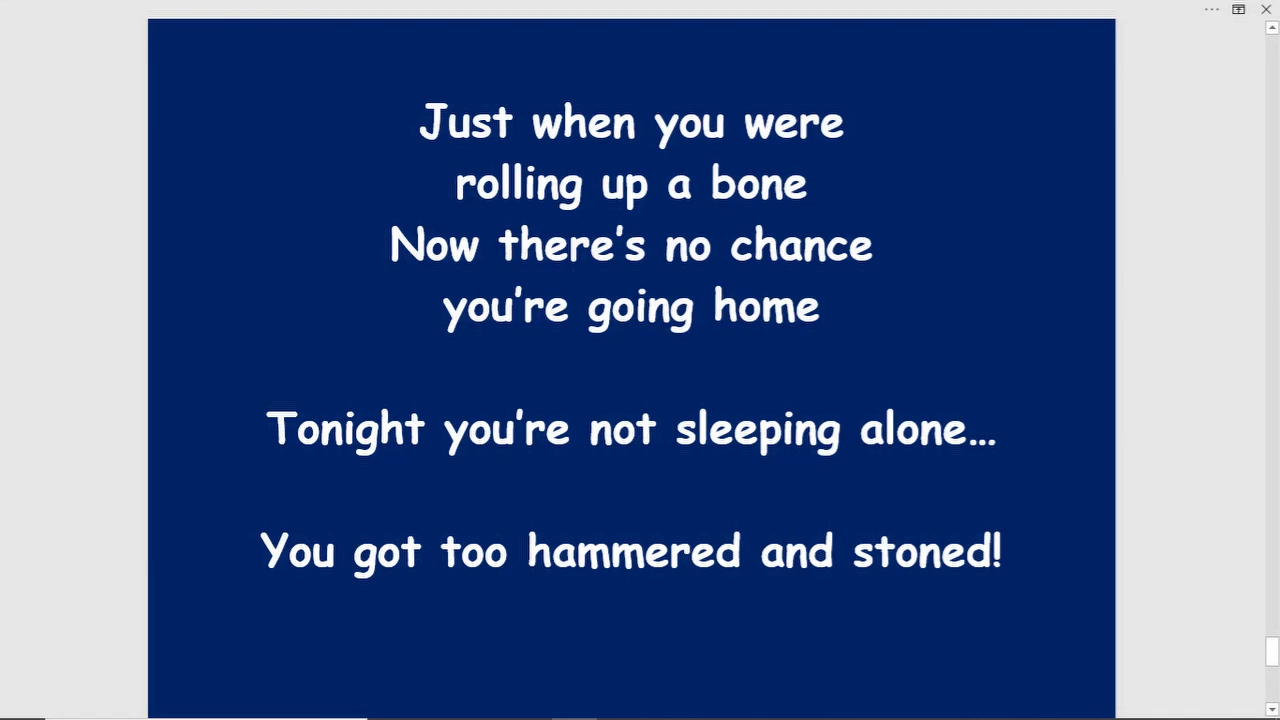 Just when you were
rolling up a bone
Now there's no chance
you're going home
Tonight you're not sleeping alone...
You got too hammered and stoned!